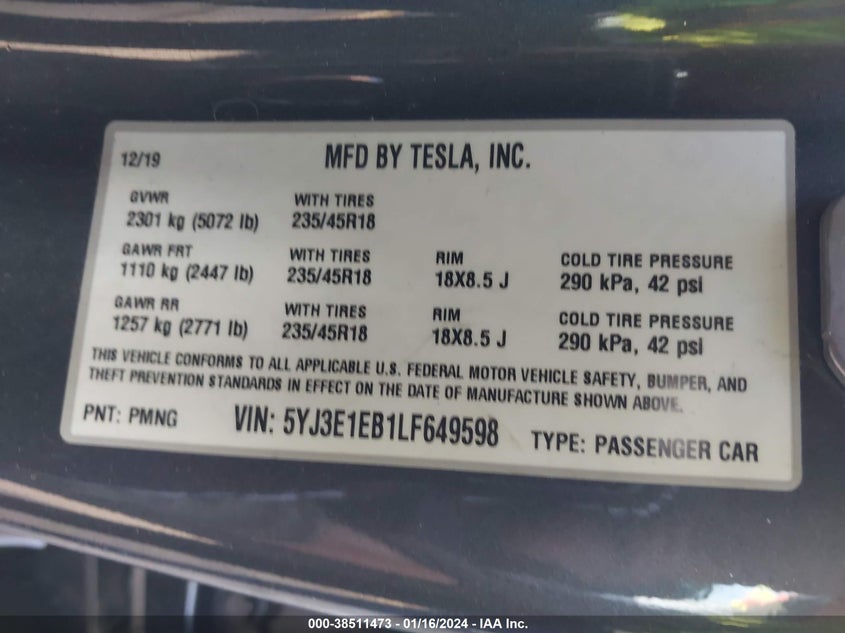 12/19 MFD BY TESLA, INC.
GVWR WITH TIRES
2301 kg (5072 lb) 235/45R18
GAWR FRT WITH TIRES RIM COLD TIRE PRESSURE
1110 kg (2447 lb) 235/45R18 18X8.5 J 290 kPa, 42 psi
GAWR RR WITH TIRES RIM COLD TIRE PRESSURE
1257 kg (2771 lb) 235/45R18 18X8.5 J 290 kPa, 42 psi
THIS VEHICLE CONFORMS TO ALL APPLICABLE U.S. FEDERAL MOTOR VEHICLE SAFETY, BUMPER, AND
THEFT PREVENTION STANDARDS IN EFFECT ON THE DATE OF MANUFACTURE SHOWN ABOVE.
PNT: PMNG VIN: 5YJ3E1EB1LF649598 TYPE: PASSENGER CAR
000-38511473 - 01/16/2024 - IAA Inc.